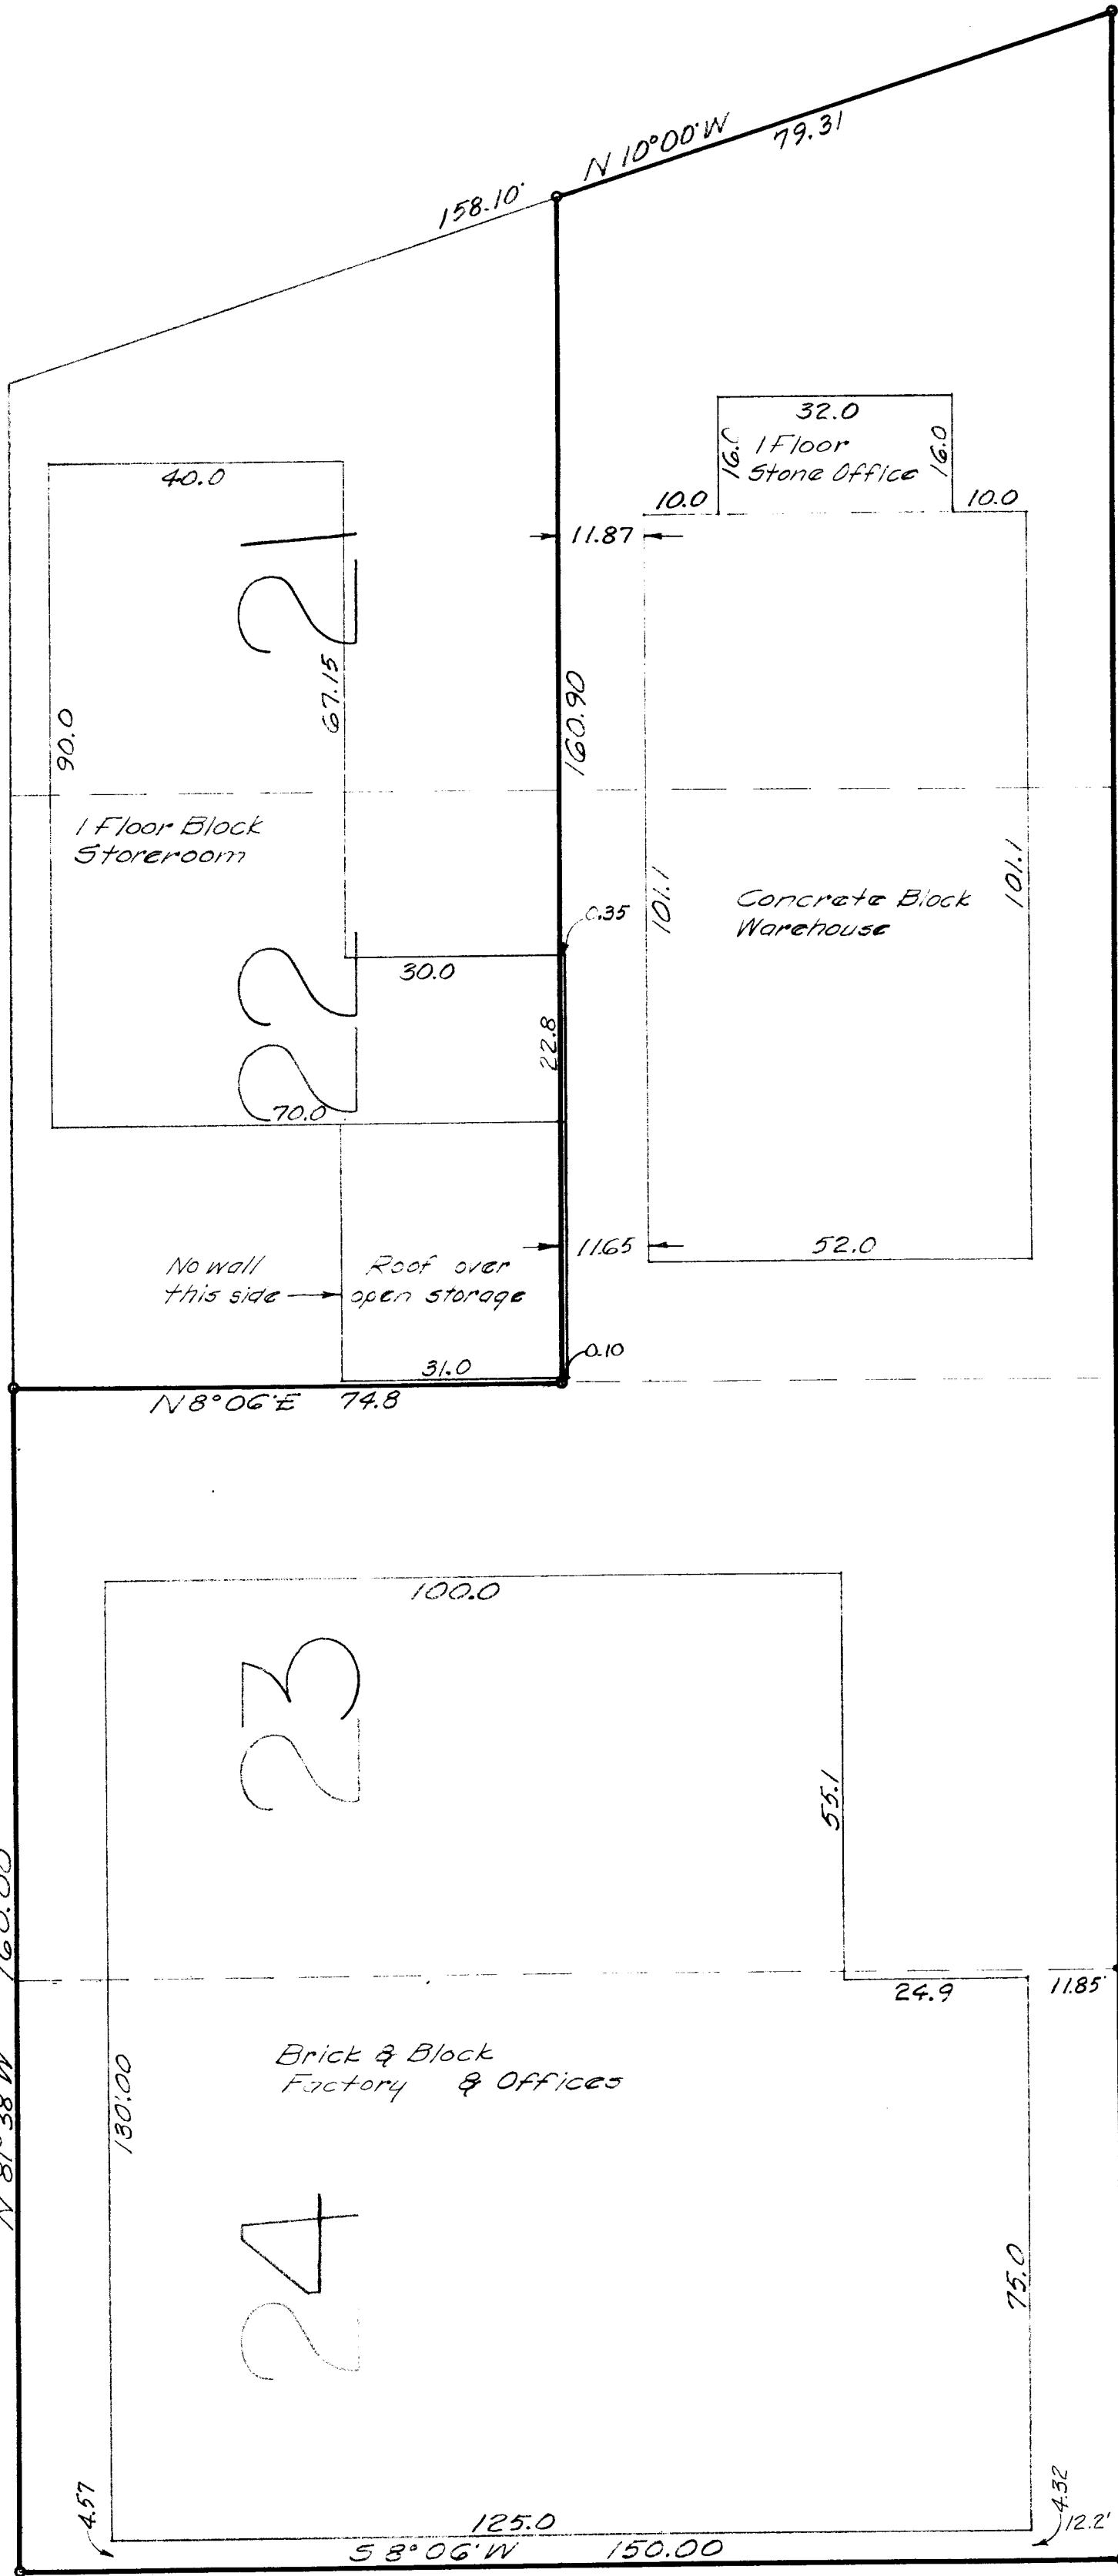 N 10°00'W
79.31
158.10'
32.0
16.0
1 Floor
Stone Office
16.0
10.0
10.0
40.0
11.87
21
67.15
90.0
160.90
1 Floor Block
Storeroom
101.1
Concrete Block
Warehouse
101.1
0.35
30.0
22.8
22
70.0
11.65
52.0
No wall
this side
Roof over
open storage
0.10
31.0
N 8°06'E 74.8
100.0
23
55.1
N 81°38'W 160.00
24.9
11.85'
Brick & Block
Factory & Offices
130.00
24
75.0
4.57
4.32
12.2'
125.0
S 8°06'W 150.00